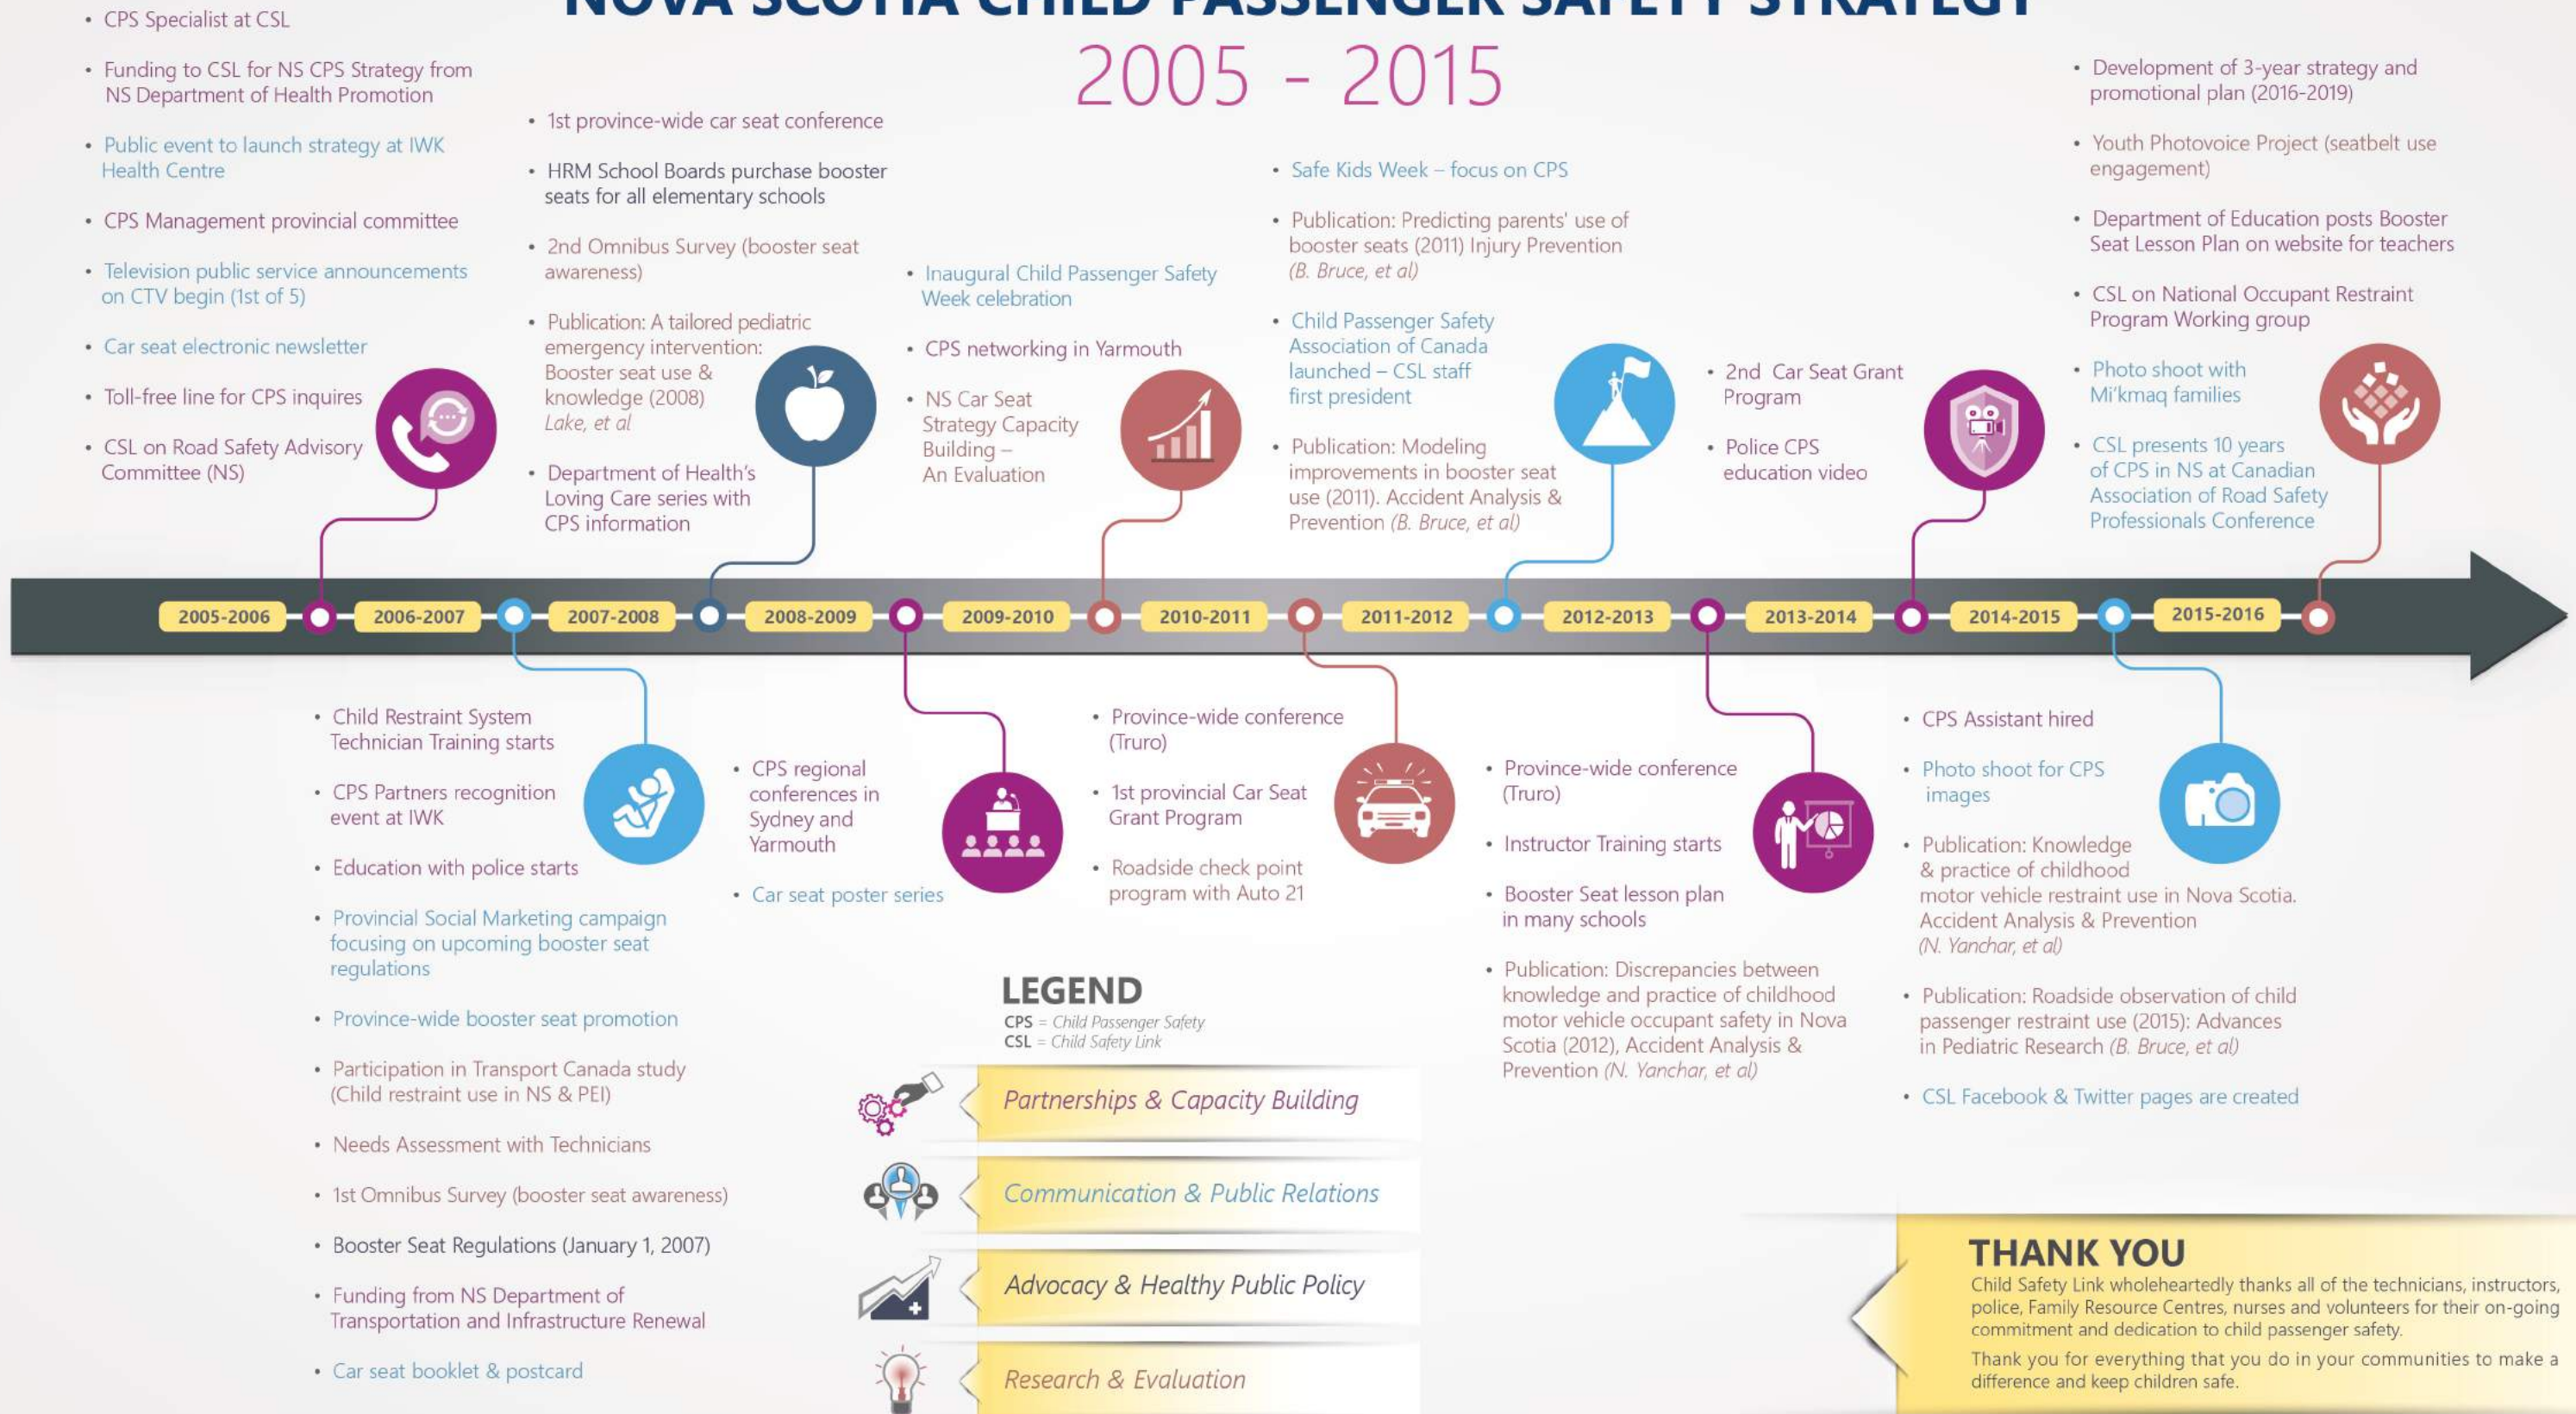 NOVA SCOTIA CHILD PASSENGER SAFETY STRATEGY
2005 - 2015
• CPS Specialist at CSL
• Funding to CSL for NS CPS Strategy from
NS Department of Health Promotion
• Public event to launch strategy at IWK
Health Centre
• CPS Management provincial committee
• Television public service announcements
on CTV begin (1st of 5)
• Car seat electronic newsletter
• Toll-free line for CPS inquires
• CSL on Road Safety Advisory
Committee (NS)
• 1st province-wide car seat conference
• HRM School Boards purchase booster
seats for all elementary schools
• 2nd Omnibus Survey (booster seat
awareness)
• Publication: A tailored pediatric
emergency intervention:
Booster seat use &
knowledge (2008)
Lake, et al
• Department of Health's
Loving Care series with
CPS information
• Inaugural Child Passenger Safety
Week celebration
• CPS networking in Yarmouth
• NS Car Seat
Strategy Capacity
Building –
An Evaluation
• Safe Kids Week – focus on CPS
• Publication: Predicting parents' use of
booster seats (2011) Injury Prevention
(B. Bruce, et al)
• Child Passenger Safety
Association of Canada
launched – CSL staff
first president
• Publication: Modeling
improvements in booster seat
use (2011). Accident Analysis &
Prevention (B. Bruce, et al)
• 2nd Car Seat Grant
Program
• Police CPS
education video
• Development of 3-year strategy and
promotional plan (2016-2019)
• Youth Photovoice Project (seatbelt use
engagement)
• Department of Education posts Booster
Seat Lesson Plan on website for teachers
• CSL on National Occupant Restraint
Program Working group
• Photo shoot with
Mi'kmaq families
• CSL presents 10 years
of CPS in NS at Canadian
Association of Road Safety
Professionals Conference
2005-2006
2006-2007
2007-2008
2008-2009
2009-2010
2010-2011
2011-2012
2012-2013
2013-2014
2014-2015
2015-2016
• Child Restraint System
Technician Training starts
• CPS Partners recognition
event at IWK
• Education with police starts
• Provincial Social Marketing campaign
focusing on upcoming booster seat
regulations
• Province-wide booster seat promotion
• Participation in Transport Canada study
(Child restraint use in NS & PEI)
• Needs Assessment with Technicians
• 1st Omnibus Survey (booster seat awareness)
• Booster Seat Regulations (January 1, 2007)
• Funding from NS Department of
Transportation and Infrastructure Renewal
• Car seat booklet & postcard
• CPS regional
conferences in
Sydney and
Yarmouth
• Car seat poster series
• Province-wide conference
(Truro)
• 1st provincial Car Seat
Grant Program
• Roadside check point
program with Auto 21
• Province-wide conference
(Truro)
• Instructor Training starts
• Booster Seat lesson plan
in many schools
• Publication: Discrepancies between
knowledge and practice of childhood
motor vehicle occupant safety in Nova
Scotia (2012), Accident Analysis &
Prevention (N. Yanchar, et al)
• CPS Assistant hired
• Photo shoot for CPS
images
• Publication: Knowledge
& practice of childhood
motor vehicle restraint use in Nova Scotia.
Accident Analysis & Prevention
(N. Yanchar, et al)
• Publication: Roadside observation of child
passenger restraint use (2015): Advances
in Pediatric Research (B. Bruce, et al)
• CSL Facebook & Twitter pages are created
LEGEND
CPS = Child Passenger Safety
CSL = Child Safety Link
Partnerships & Capacity Building
Communication & Public Relations
Advocacy & Healthy Public Policy
Research & Evaluation
THANK YOU
Child Safety Link wholeheartedly thanks all of the technicians, instructors,
police, Family Resource Centres, nurses and volunteers for their on-going
commitment and dedication to child passenger safety.
Thank you for everything that you do in your communities to make a
difference and keep children safe.